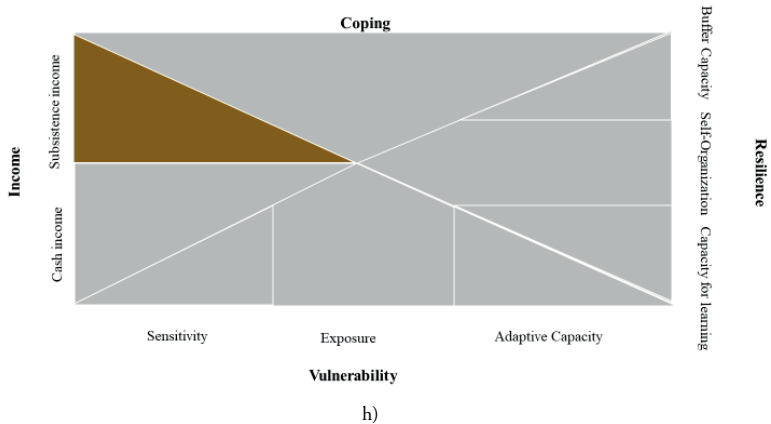 Coping
Income
Subsistence income
Cash income
Buffer Capacity
Self-Organization
Capacity for learning
Resilience
Sensitivity
Exposure
Adaptive Capacity
Vulnerability
h)